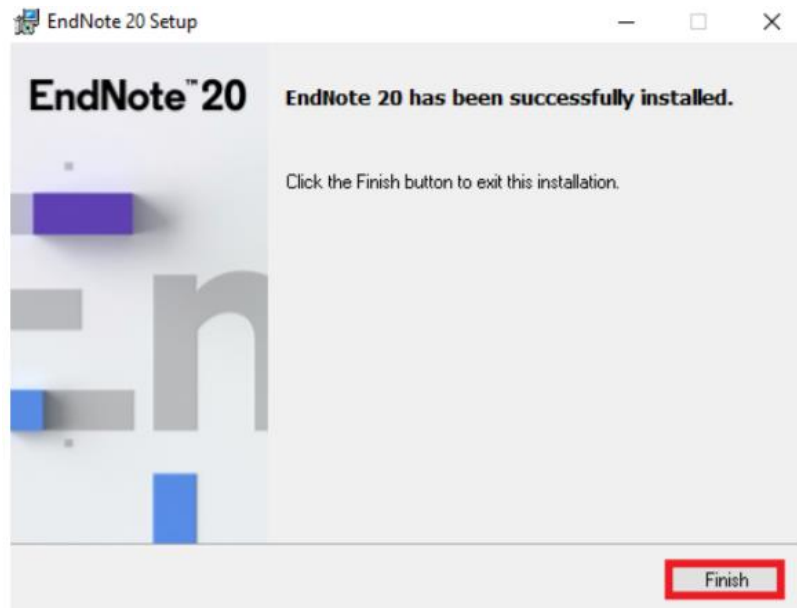 EndNote 20 Setup
EndNote™ 20
EndNote 20 has been successfully installed.
Click the Finish button to exit this installation.
En
Finish